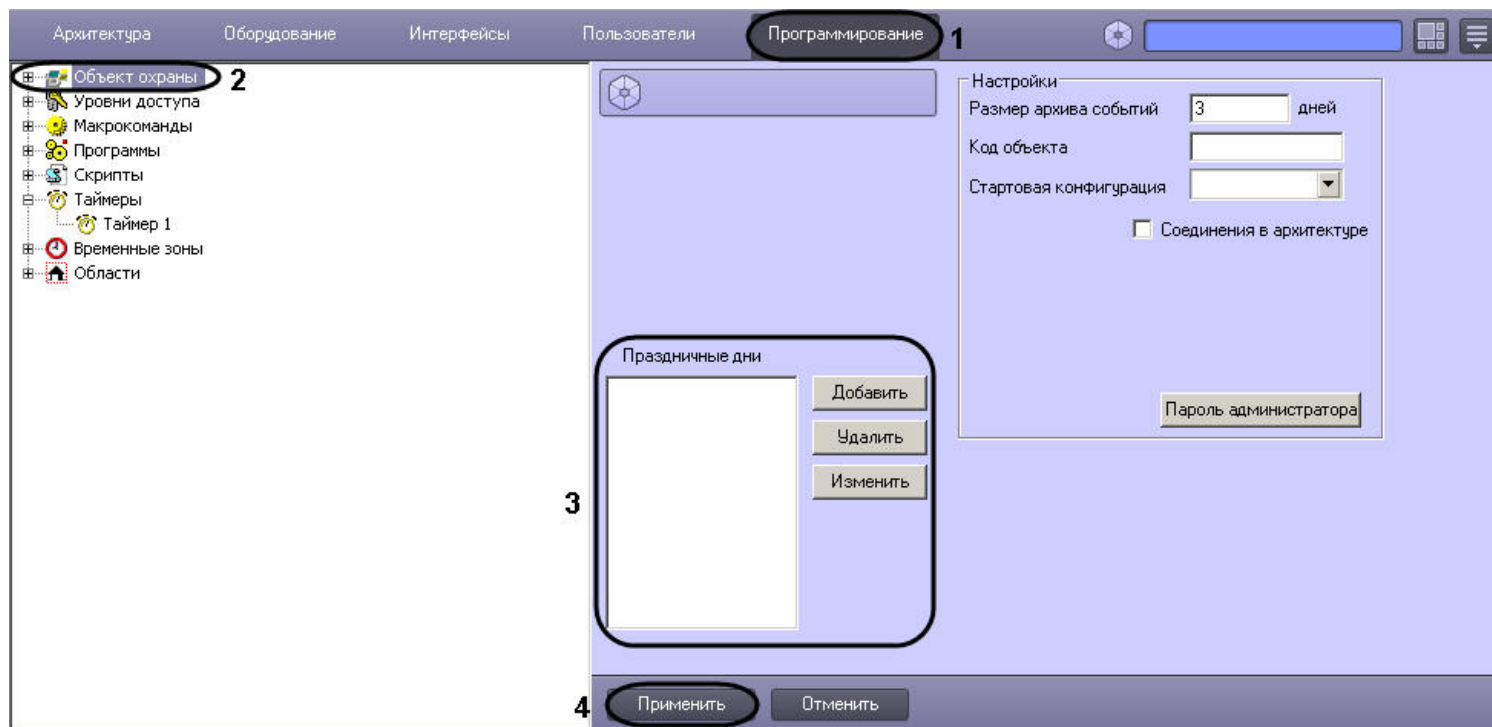 Архитектура Оборудование Интерфейсы Пользователи Программирование 1
Объект охраны 2
Уровни доступа
Макрокоманды
Программы
Скрипты
Таймеры
Таймер 1
Временные зоны
Области
Настройки
Размер архива событий 3 дней
Код объекта
Стартовая конфигурация
Соединения в архитектуре
Пароль администратора
Праздничные дни
Добавить
Удалить
Изменить
3
4 Применить Отменить